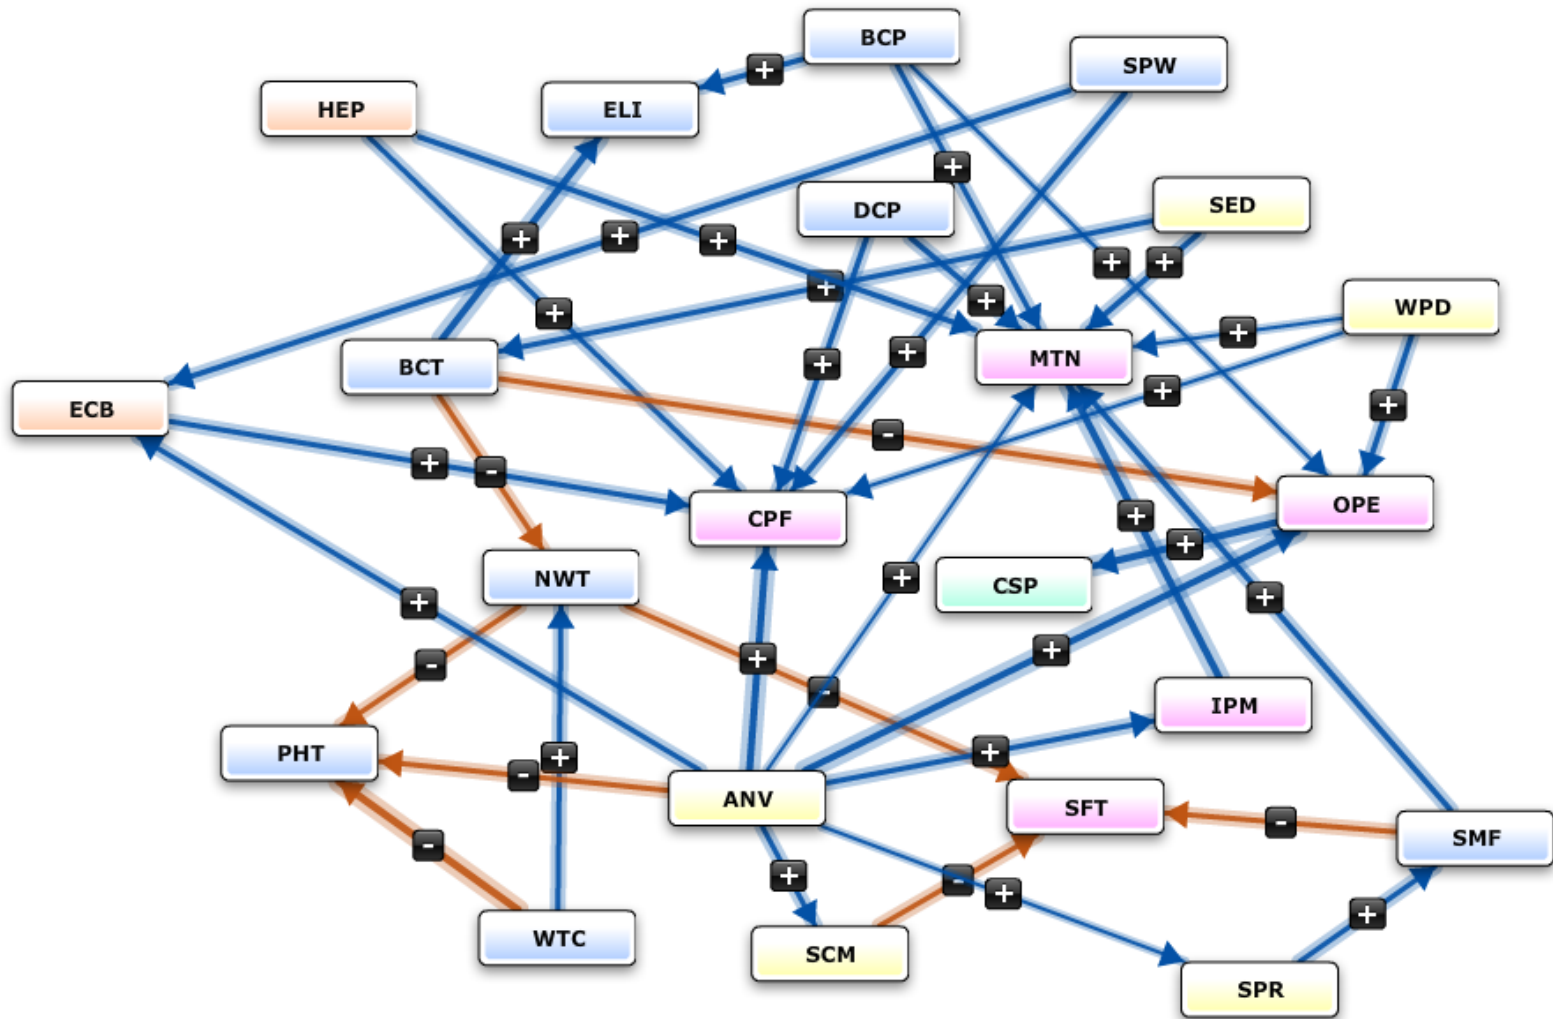 BCP
SPW
+
HEP
ELI
+
DCP
SED
+
+
+
+
+
+
+
+
WPD
+
+
+
+
MTN
BCT
+
+
ECB
-
+
-
OPE
CPF
+
+
NWT
CSP
+
+
+
+
+
-
-
IPM
PHT
+
+
-
ANV
SFT
-
SMF
-
+
-
+
+
WTC
SCM
SPR